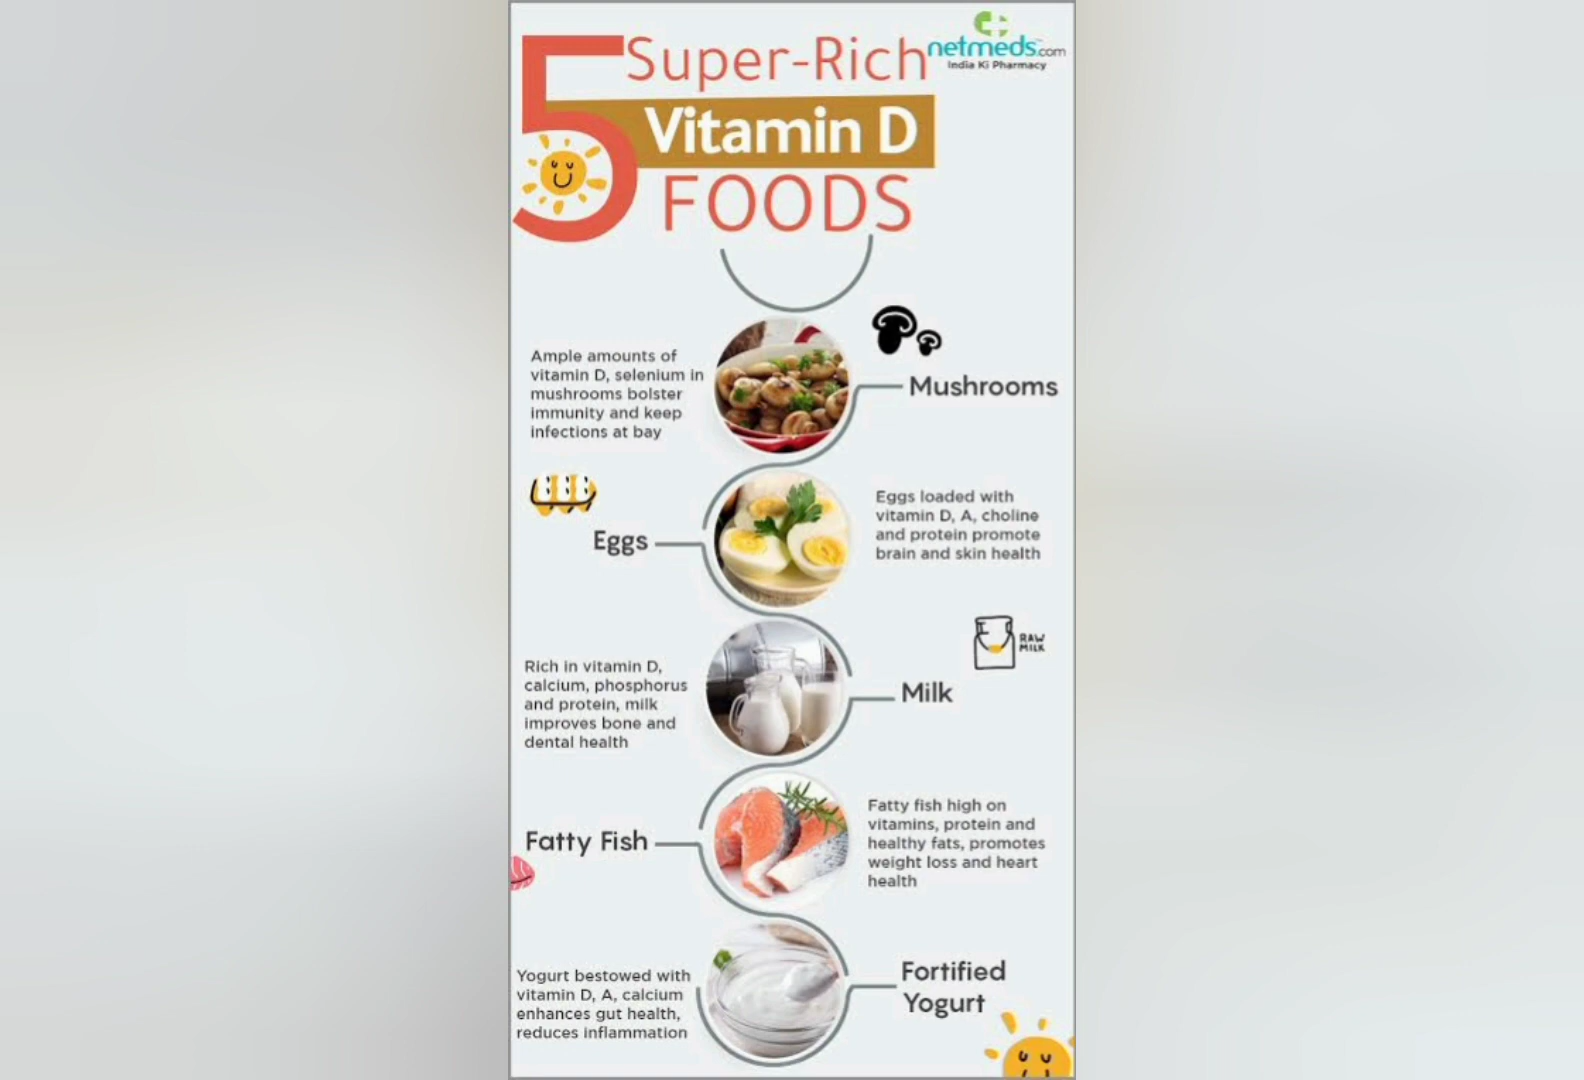 5 Super-Rich
netmeds.com
India Ki Pharmacy
Vitamin D
FOODS
Ample amounts of
vitamin D, selenium in
mushrooms bolster
immunity and keep
infections at bay
Mushrooms
Eggs
Eggs loaded with
vitamin D, A, choline
and protein promote
brain and skin health
Rich in vitamin D,
calcium, phosphorus
and protein, milk
improves bone and
dental health
RAW
MILK
Milk
Fatty Fish
Fatty fish high on
vitamins, protein and
healthy fats, promotes
weight loss and heart
health
Yogurt bestowed with
vitamin D, A, calcium
enhances gut health,
reduces inflammation
Fortified
Yogurt